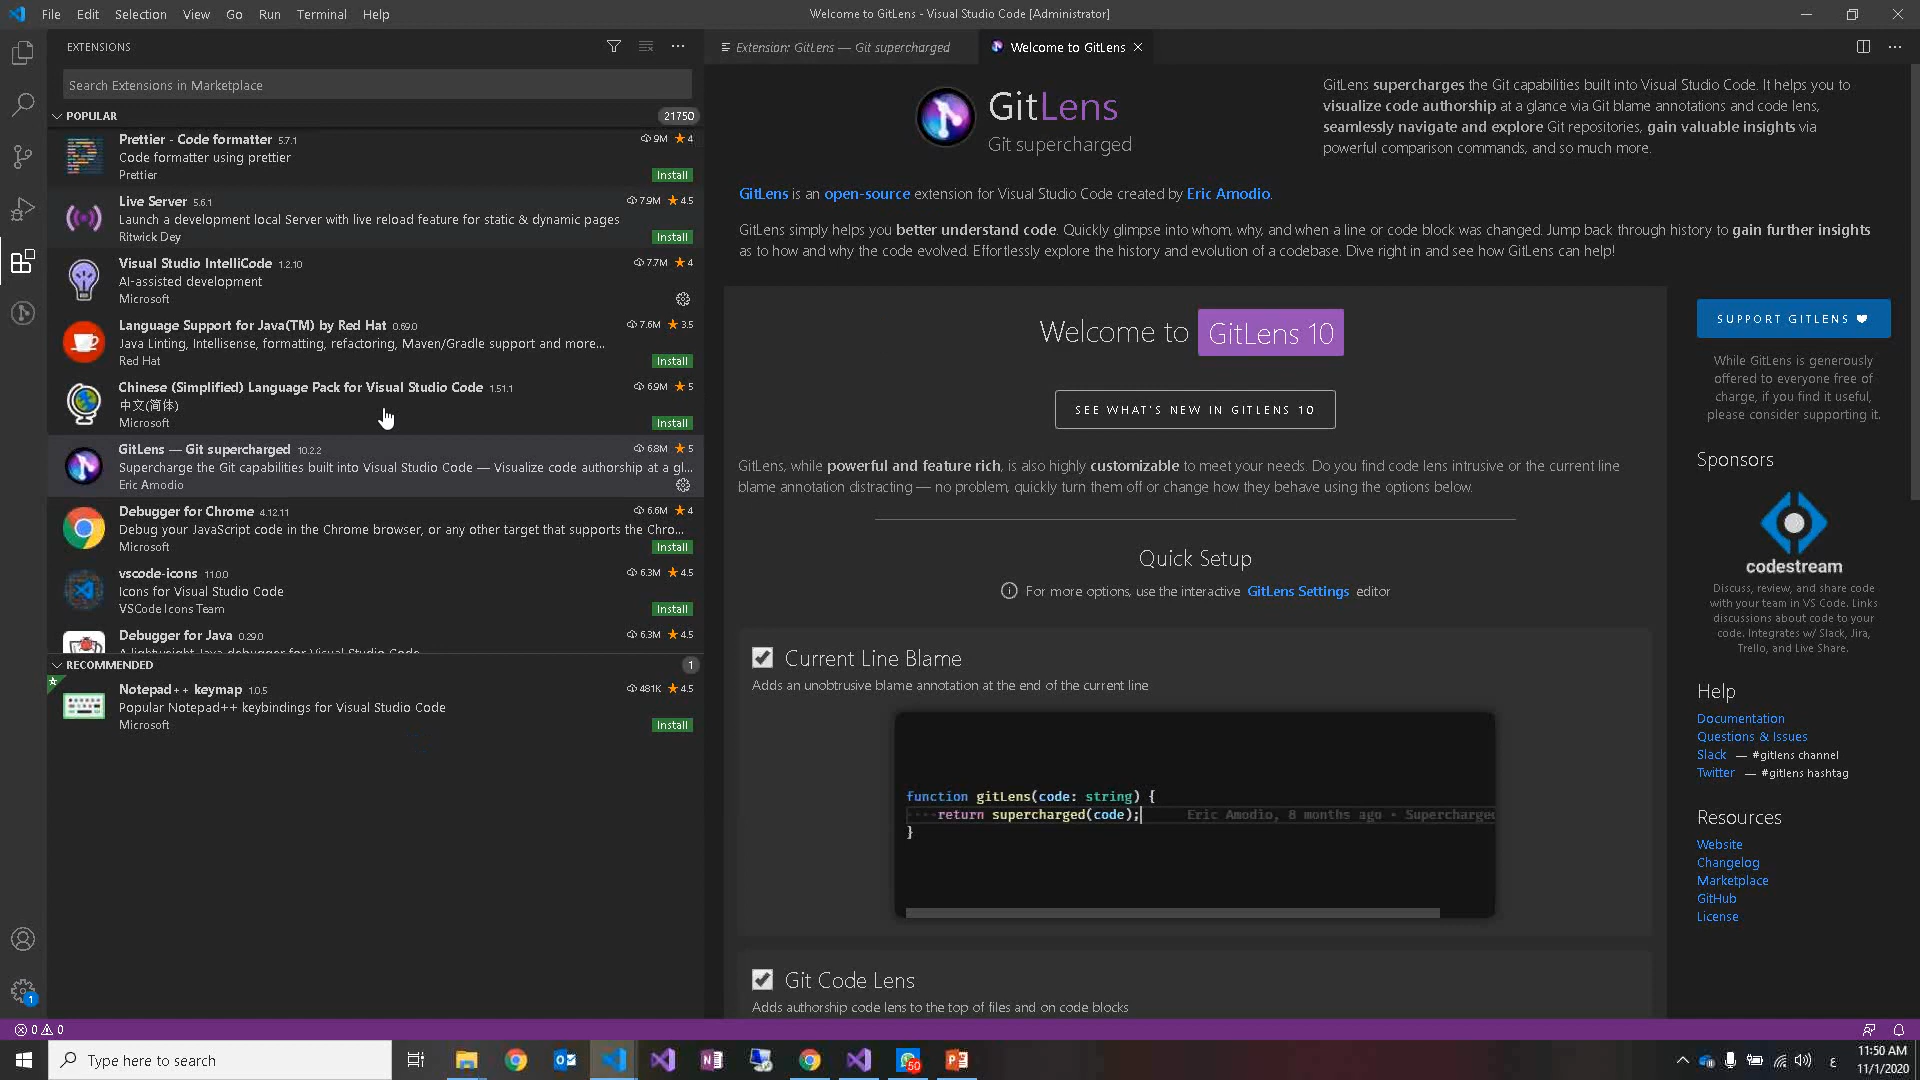 File Edit Selection View Go Run Terminal Help
Welcome to GitLens - Visual Studio Code [Administrator]
EXTENSIONS
Search Extensions in Marketplace
POPULAR
21750
Prettier - Code formatter 5.7.1
9M ★4
Code formatter using prettier
Prettier
Install
Live Server 5.6.1
7.9M ★4.5
Launch a development local Server with live reload feature for static & dynamic pages
Ritwick Dey
Install
Visual Studio IntelliCode 1.2.10
7.7M ★4
AI-assisted development
Microsoft
Language Support for Java(TM) by Red Hat 0.69.0
7.6M ★3.5
Java Linting, Intellisense, formatting, refactoring, Maven/Gradle support and more...
Red Hat
Install
Chinese (Simplified) Language Pack for Visual Studio Code 1.51.1
6.9M ★5
中文(简体)
Microsoft
Install
GitLens — Git supercharged 10.2.2
6.8M ★5
Supercharge the Git capabilities built into Visual Studio Code — Visualize code authorship at a gl...
Eric Amodio
Debugger for Chrome 4.12.11
6.6M ★4
Debug your JavaScript code in the Chrome browser, or any other target that supports the Chro...
Microsoft
Install
vscode-icons 11.0.0
6.3M ★4.5
Icons for Visual Studio Code
VSCode Icons Team
Install
Debugger for Java 0.29.0
6.3M ★4.5
A lightweight Java debugger for Visual Studio Code
RECOMMENDED
1
Notepad++ keymap 1.0.5
481K ★4.5
Popular Notepad++ keybindings for Visual Studio Code
Microsoft
Install
Extension: GitLens — Git supercharged
Welcome to GitLens
GitLens
Git supercharged
GitLens supercharges the Git capabilities built into Visual Studio Code. It helps you to
visualize code authorship at a glance via Git blame annotations and code lens,
seamlessly navigate and explore Git repositories, gain valuable insights via
powerful comparison commands, and so much more.
GitLens is an open-source extension for Visual Studio Code created by Eric Amodio.
GitLens simply helps you better understand code. Quickly glimpse into whom, why, and when a line or code block was changed. Jump back through history to gain further insights
as to how and why the code evolved. Effortlessly explore the history and evolution of a codebase. Dive right in and see how GitLens can help!
Welcome to GitLens 10
SEE WHAT'S NEW IN GITLENS 10
GitLens, while powerful and feature rich, is also highly customizable to meet your needs. Do you find code lens intrusive or the current line
blame annotation distracting — no problem, quickly turn them off or change how they behave using the options below.
Quick Setup
For more options, use the interactive GitLens Settings editor
Current Line Blame
Adds an unobtrusive blame annotation at the end of the current line
function gitLens(code: string) {
····return supercharged(code);
Eric Amodio, 8 months ago • Supercharged
}
Git Code Lens
Adds authorship code lens to the top of files and on code blocks
SUPPORT GITLENS ♥
While GitLens is generously
offered to everyone free of
charge, if you find it useful,
please consider supporting it.
Sponsors
codestream
Discuss, review, and share code
with your team in VS Code. Links
discussions about code to your
code. Integrates w/ Slack, Jira,
Trello, and Live Share.
Help
Documentation
Questions & Issues
Slack — #gitlens channel
Twitter — #gitlens hashtag
Resources
Website
Changelog
Marketplace
GitHub
License
1
0 0
Type here to search
50
ع
11:50 AM
11/1/2020